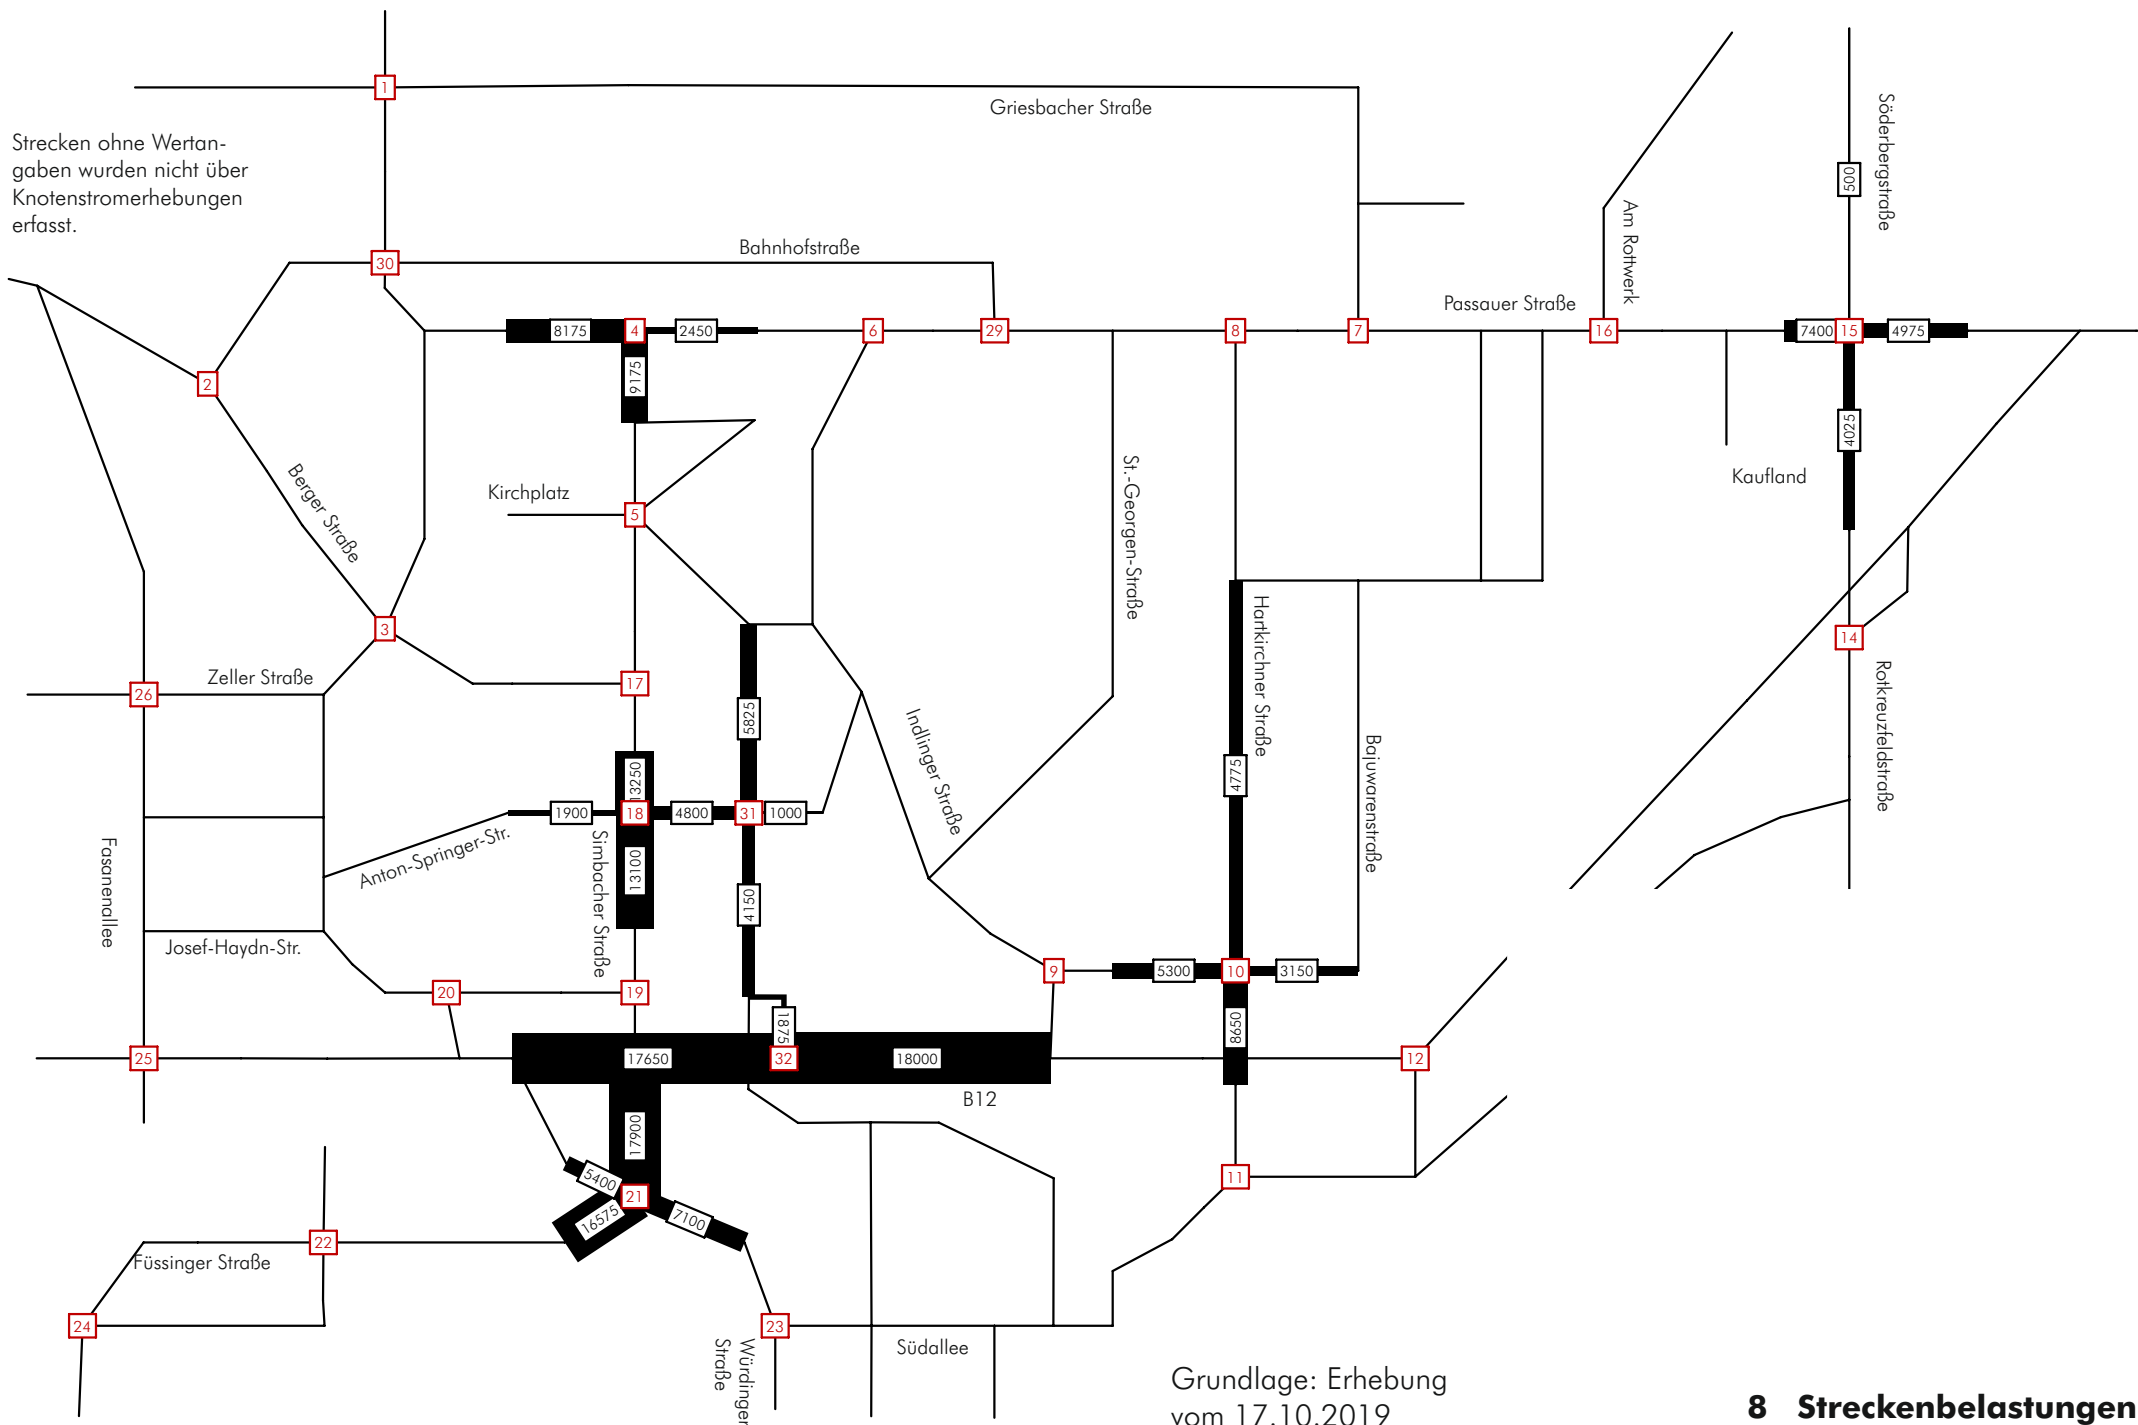 1
Griesbacher Straße
Söderbergstraße
Strecken ohne Wertan-
gaben wurden nicht über
Knotenstromerhebungen
erfasst.
500
Am Rottwerk
Bahnhofstraße
30
Passauer Straße
8175
4
2450
6
29
8
7
16
7400
15
4975
9175
2
4025
Berger Straße
Kirchplatz
5
St.-Georgen-Straße
Kaufland
3
14
Hartkirchner Straße
Zeller Straße
26
17
5825
Indlinger Straße
Rotkreuzfeldstraße
4775
Bajuwarenstraße
13250
1900
18
4800
31
1000
Anton-Springer-Str.
Simbacher Straße
13100
Fasanenallee
4150
Josef-Haydn-Str.
9
5300
10
3150
20
19
1875
8650
25
17650
32
18000
12
B12
17900
5400
21
11
16575
7100
22
Füssinger Straße
24
23
Würdinger
Straße
Südallee
Grundlage: Erhebung
vom 17.10.2019
8 Streckenbelastungen